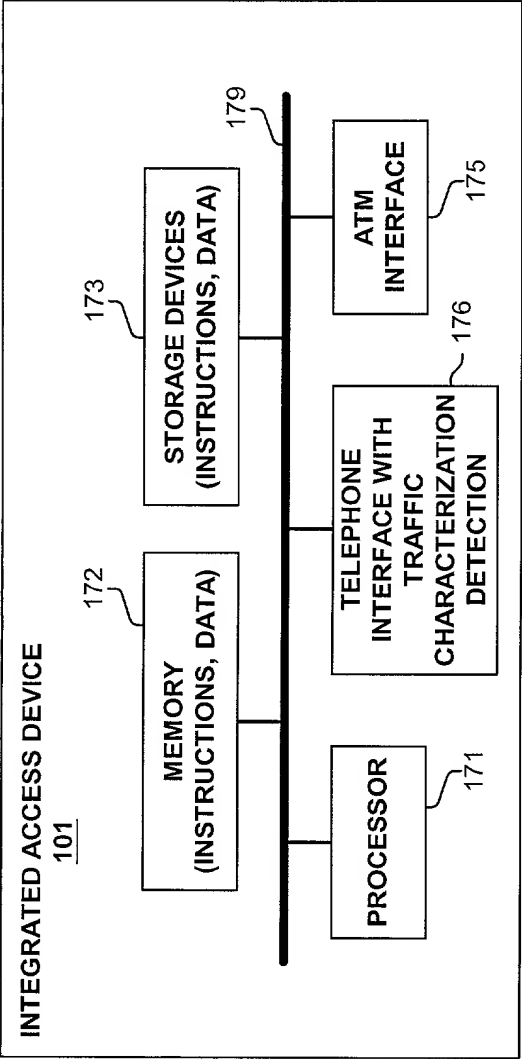 INTEGRATED ACCESS DEVICE
101
172
173
MEMORY
(INSTRUCTIONS, DATA)
STORAGE DEVICES
(INSTRUCTIONS, DATA)
179
PROCESSOR
171
TELEPHONE
INTERFACE WITH
TRAFFIC
CHARACTERIZATION
DETECTION
176
ATM
INTERFACE
175